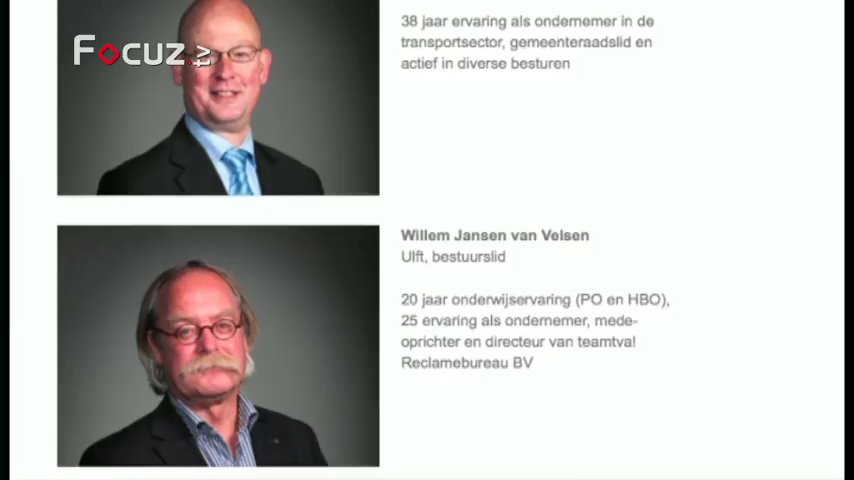 Focuz.tv
38 jaar ervaring als ondernemer in de
transportsector, gemeenteraadslid en
actief in diverse besturen
Willem Jansen van Velsen
Ulft, bestuurslid
20 jaar onderwijservaring (PO en HBO),
25 ervaring als ondernemer, mede-
oprichter en directeur van teamtva!
Reclamebureau BV